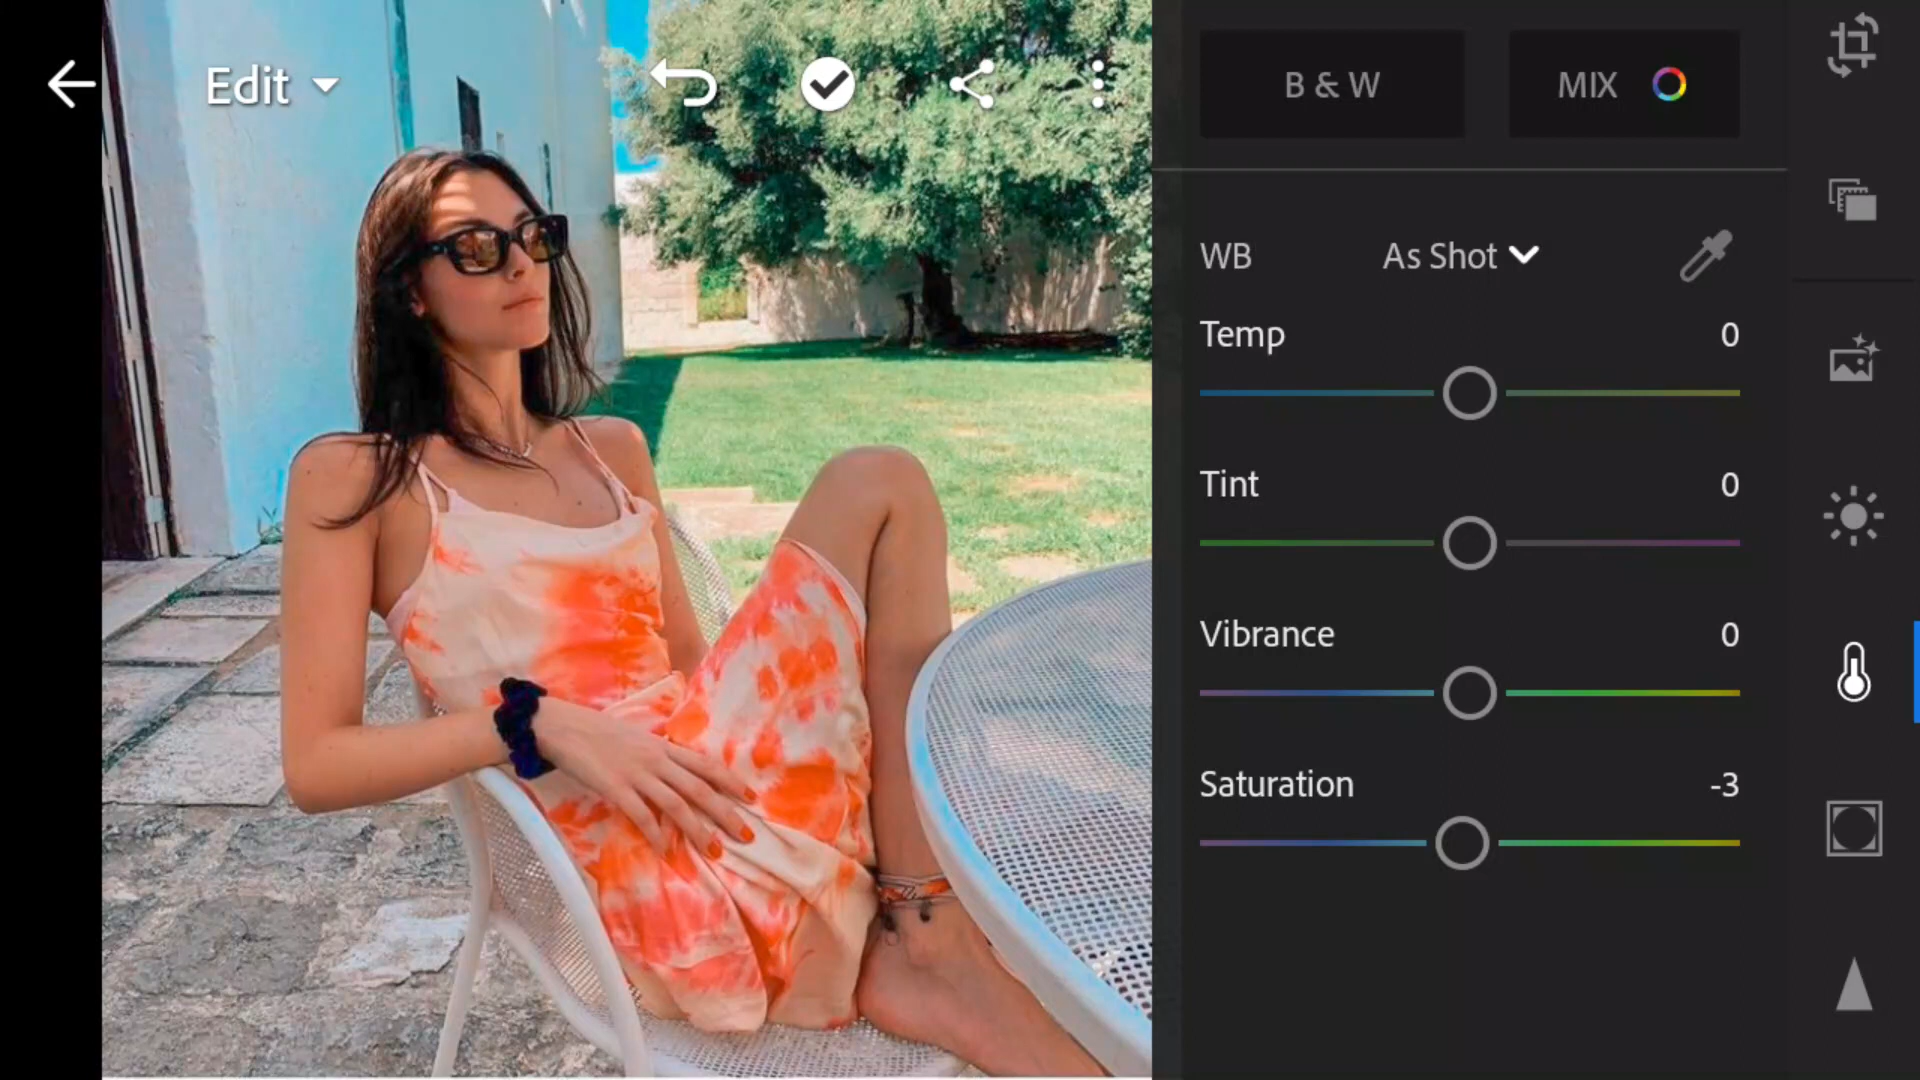 Edit
B & W
MIX
WB
As Shot
Temp
0
Tint
0
Vibrance
0
Saturation
-3